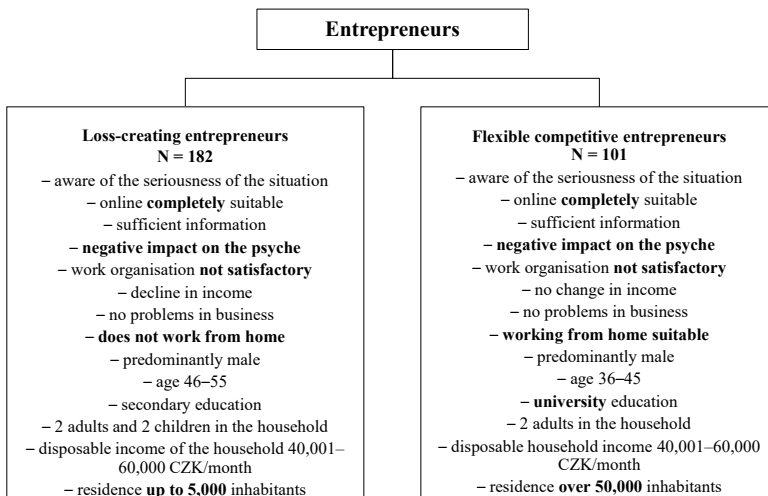 Entrepreneurs
Loss-creating entrepreneurs
N = 182
– aware of the seriousness of the situation
– online completely suitable
– sufficient information
– negative impact on the psyche
– work organisation not satisfactory
– decline in income
– no problems in business
– does not work from home
– predominantly male
– age 46–55
– secondary education
– 2 adults and 2 children in the household
– disposable income of the household 40,001–
60,000 CZK/month
– residence up to 5,000 inhabitants
Flexible competitive entrepreneurs
N = 101
– aware of the seriousness of the situation
– online completely suitable
– sufficient information
– negative impact on the psyche
– work organisation not satisfactory
– no change in income
– no problems in business
– working from home suitable
– predominantly male
– age 36–45
– university education
– 2 adults in the household
– disposable household income 40,001–60,000
CZK/month
– residence over 50,000 inhabitants